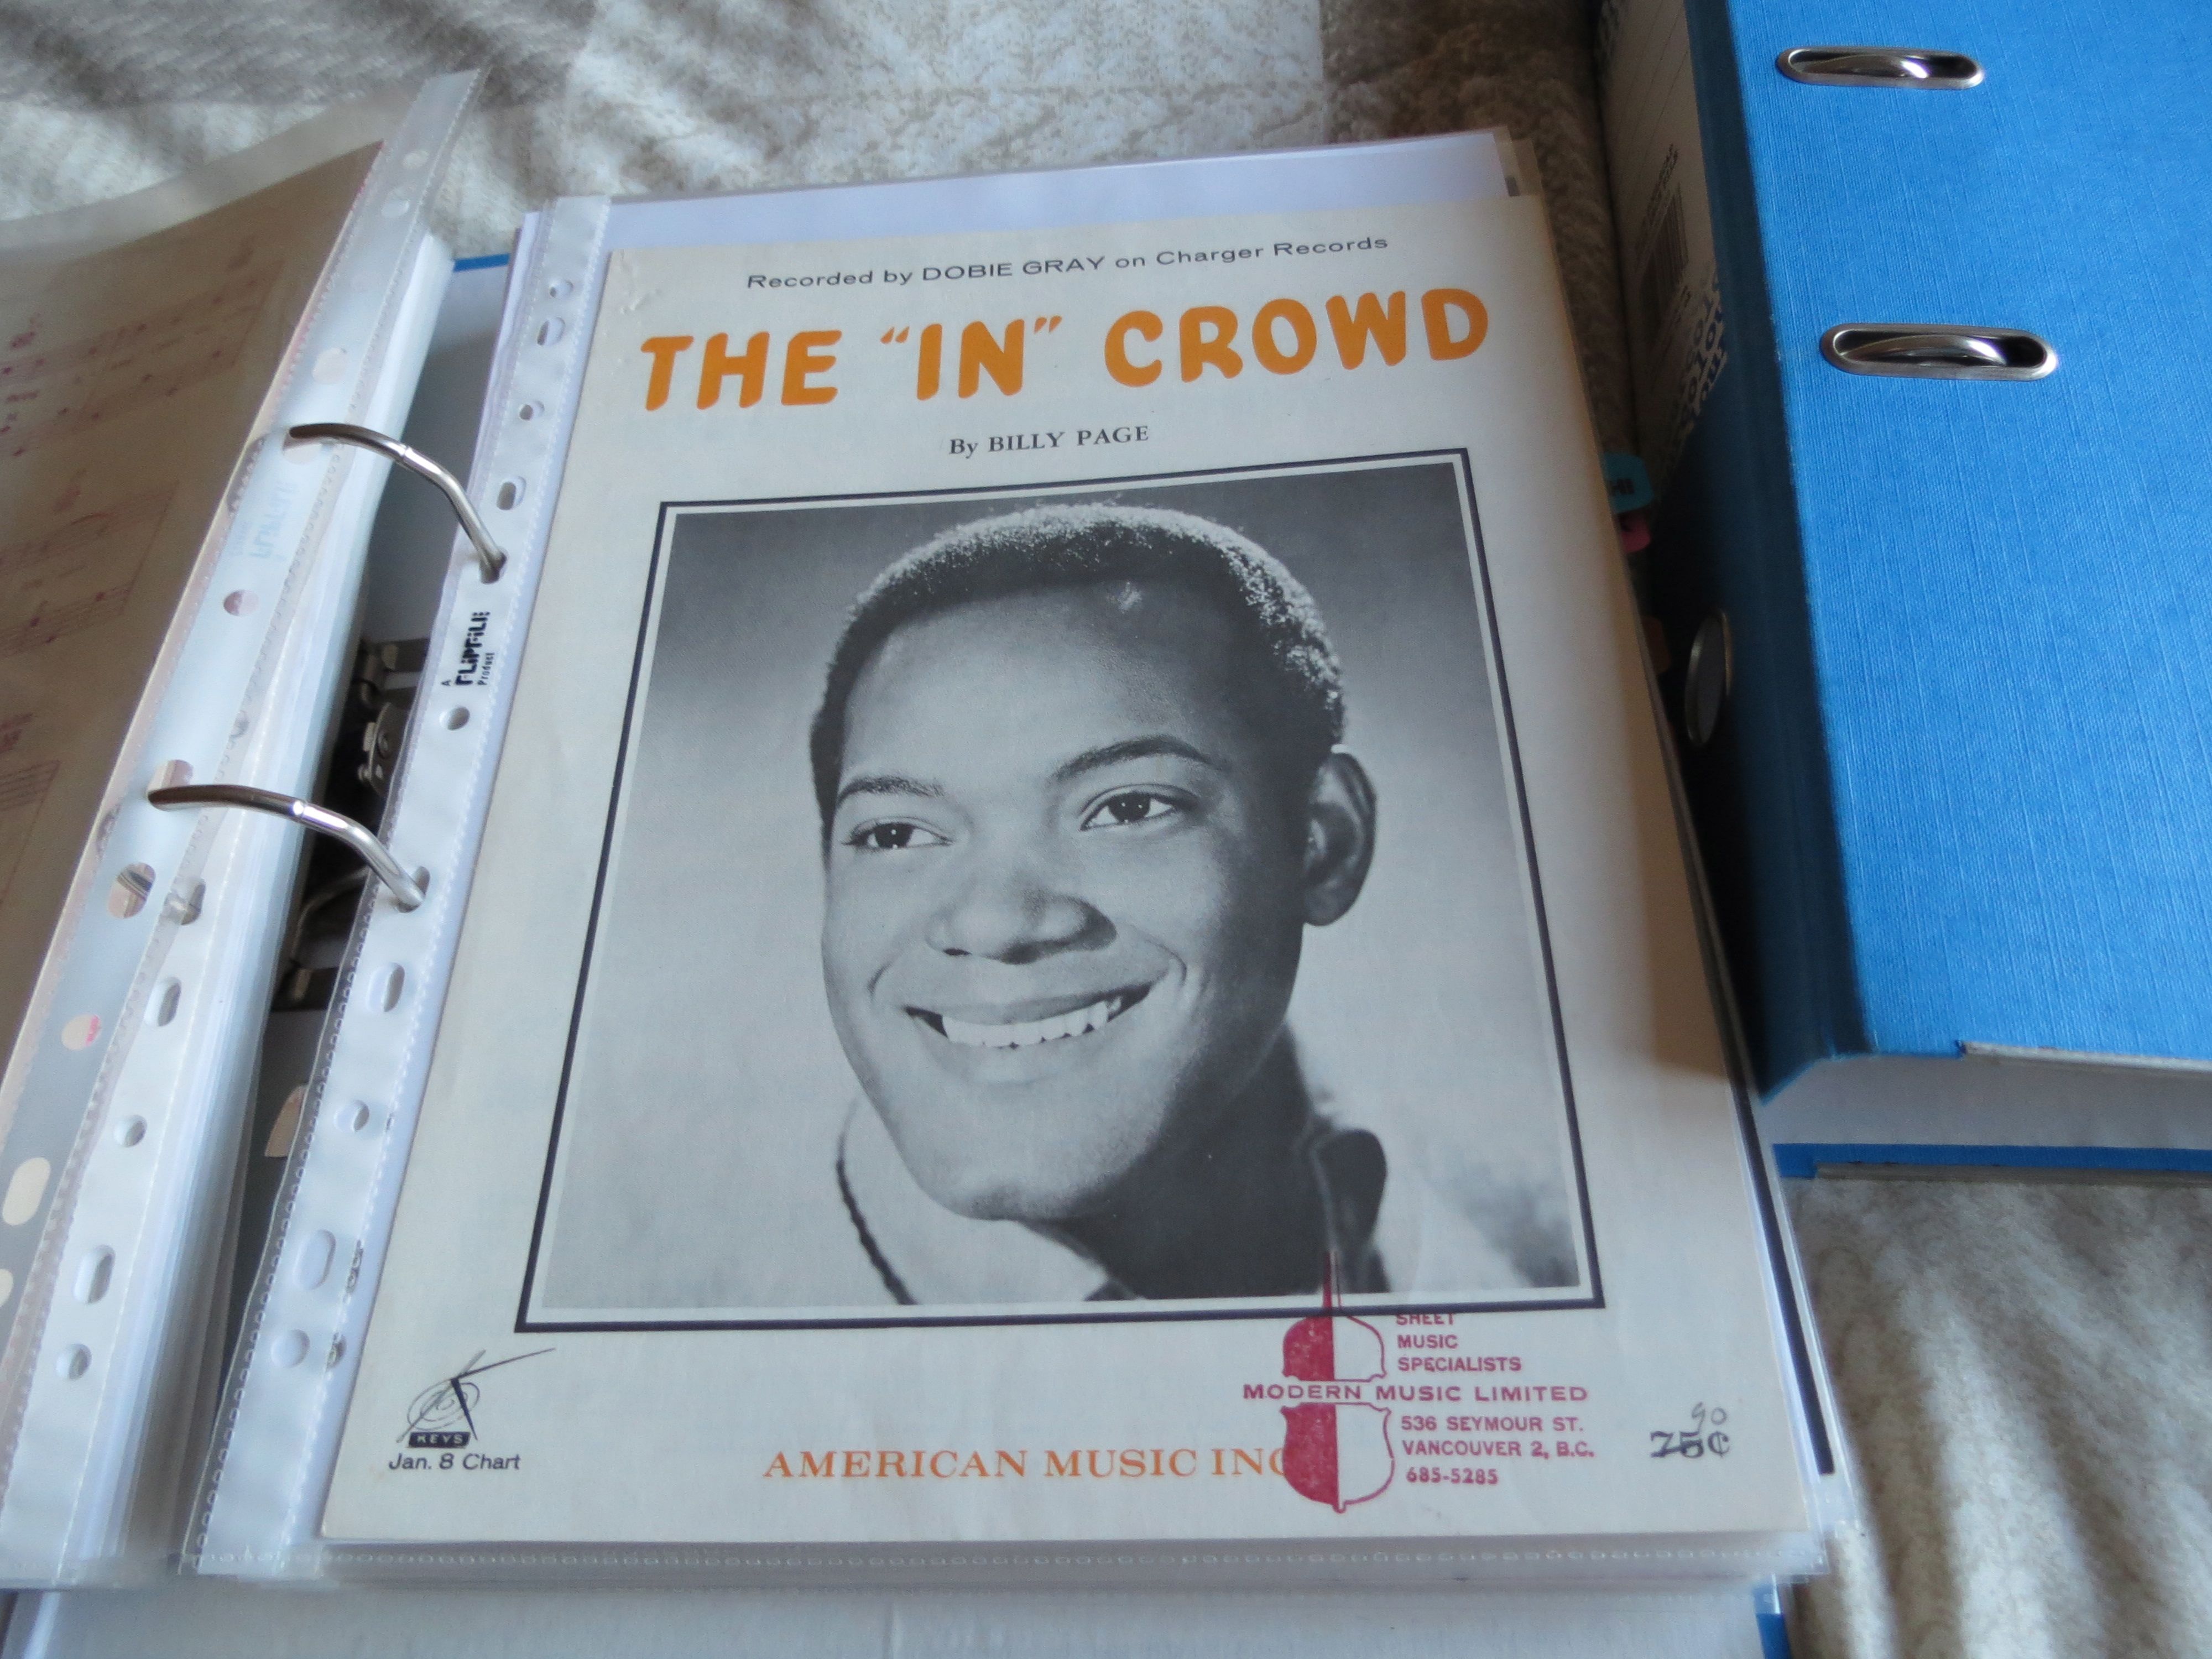 Recorded by DOBIE GRAY on Charger Records
THE “IN” CROWD
By BILLY PAGE
A
FLIPFILE
Product
KEYS
Jan. 8 Chart
AMERICAN MUSIC INC
SHEET
MUSIC
SPECIALISTS
MODERN MUSIC LIMITED
536 SEYMOUR ST.
VANCOUVER 2, B.C.
685-5285
90
75¢